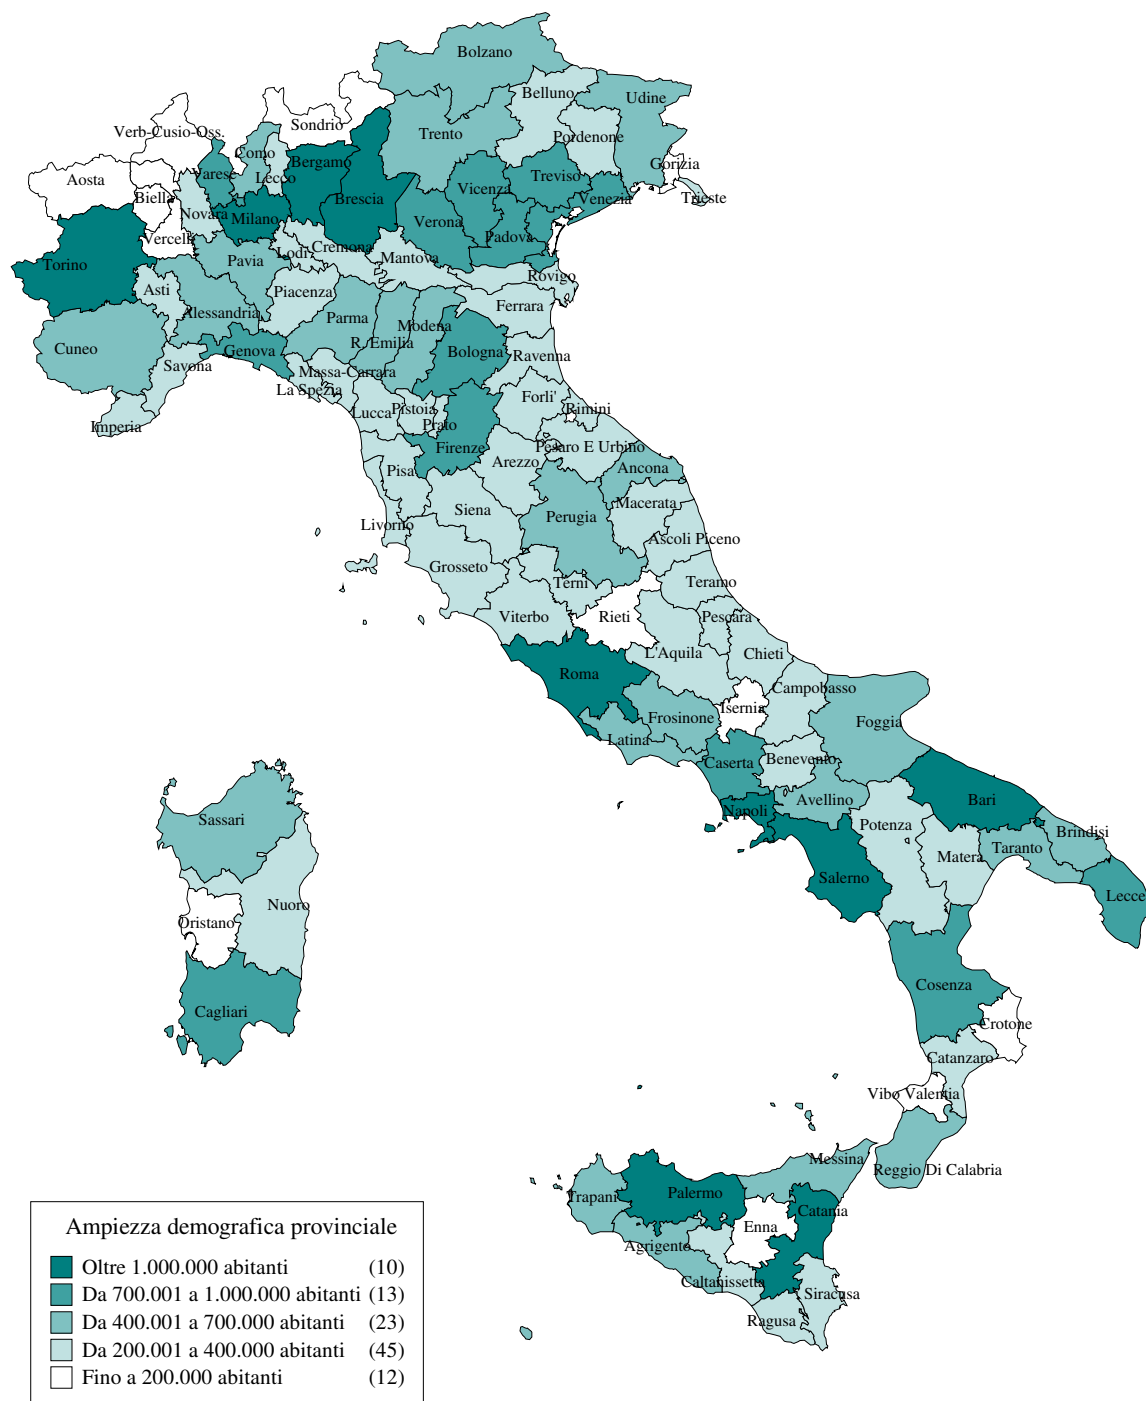 Bolzano
Belluno
Udine
Sondrio
Verb-Cusio-Oss.
Trento
Pordenone
Como
Bergamo
Gorizia
Aosta
Varese
Lecco
Treviso
Vicenza
Biella
Brescia
Venezia
Trieste
Novara
Milano
Verona
Vercelli
Padova
Lodi
Cremona
Mantova
Torino
Pavia
Rovigo
Asti
Piacenza
Ferrara
Alessandria
Parma
Modena
R. Emilia
Cuneo
Genova
Bologna
Ravenna
Savona
Massa-Carrara
La Spezia
Forli'
Lucca
Pistoia
Rimini
Imperia
Prato
Firenze
Pesaro E Urbino
Arezzo
Ancona
Pisa
Siena
Macerata
Perugia
Livorno
Ascoli Piceno
Grosseto
Terni
Teramo
Viterbo
Rieti
Pescara
L'Aquila
Chieti
Roma
Campobasso
Isernia
Frosinone
Foggia
Latina
Caserta
Benevento
Napoli
Avellino
Bari
Sassari
Potenza
Brindisi
Taranto
Matera
Salerno
Lecce
Nuoro
Oristano
Cosenza
Cagliari
Crotone
Catanzaro
Vibo Valentia
Messina
Reggio Di Calabria
Trapani
Palermo
Catania
Enna
Agrigento
Caltanissetta
Siracusa
Ragusa
Ampiezza demografica provinciale
Oltre 1.000.000 abitanti (10)
Da 700.001 a 1.000.000 abitanti (13)
Da 400.001 a 700.000 abitanti (23)
Da 200.001 a 400.000 abitanti (45)
Fino a 200.000 abitanti (12)